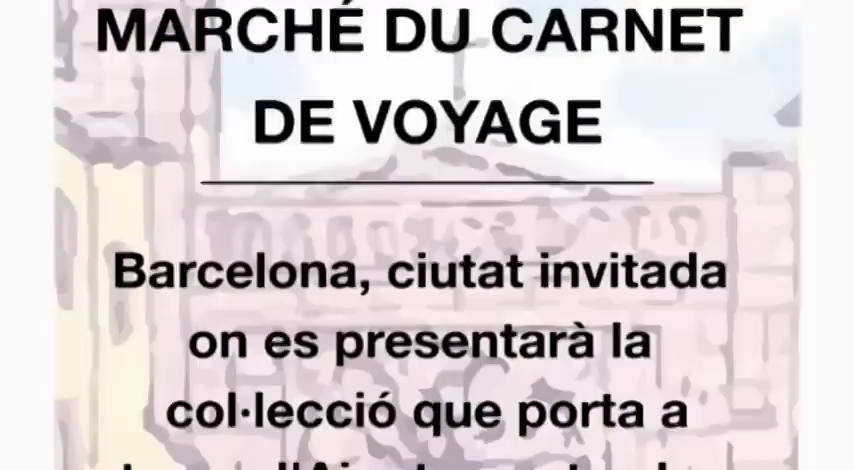 MARCHÉ DU CARNET
DE VOYAGE
Barcelona, ciutat invitada
on es presentarà la
col·lecció que porta a